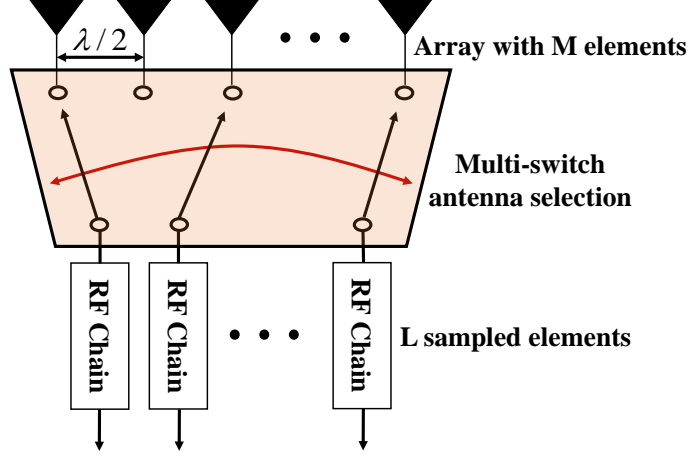 λ/2
Array with M elements
Multi-switch
antenna selection
RF Chain
RF Chain
RF Chain
L sampled elements